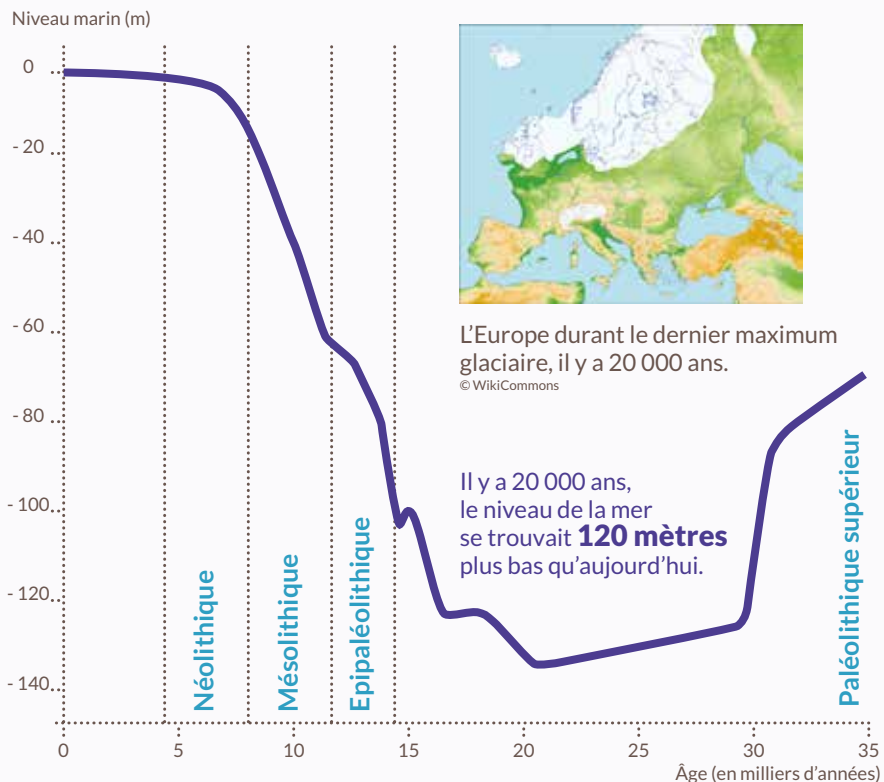 Niveau marin (m)
0
- 20
- 40
- 60
- 80
- 100
- 120
- 140
L'Europe durant le dernier maximum
glaciaire, il y a 20 000 ans.
© WikiCommons
Il y a 20 000 ans,
le niveau de la mer
se trouvait 120 mètres
plus bas qu'aujourd'hui.
Néolithique
Mésolithique
Epipaléolithique
Paléolithique supérieur
0 5 10 15 20 25 30 35
Âge (en milliers d'années)